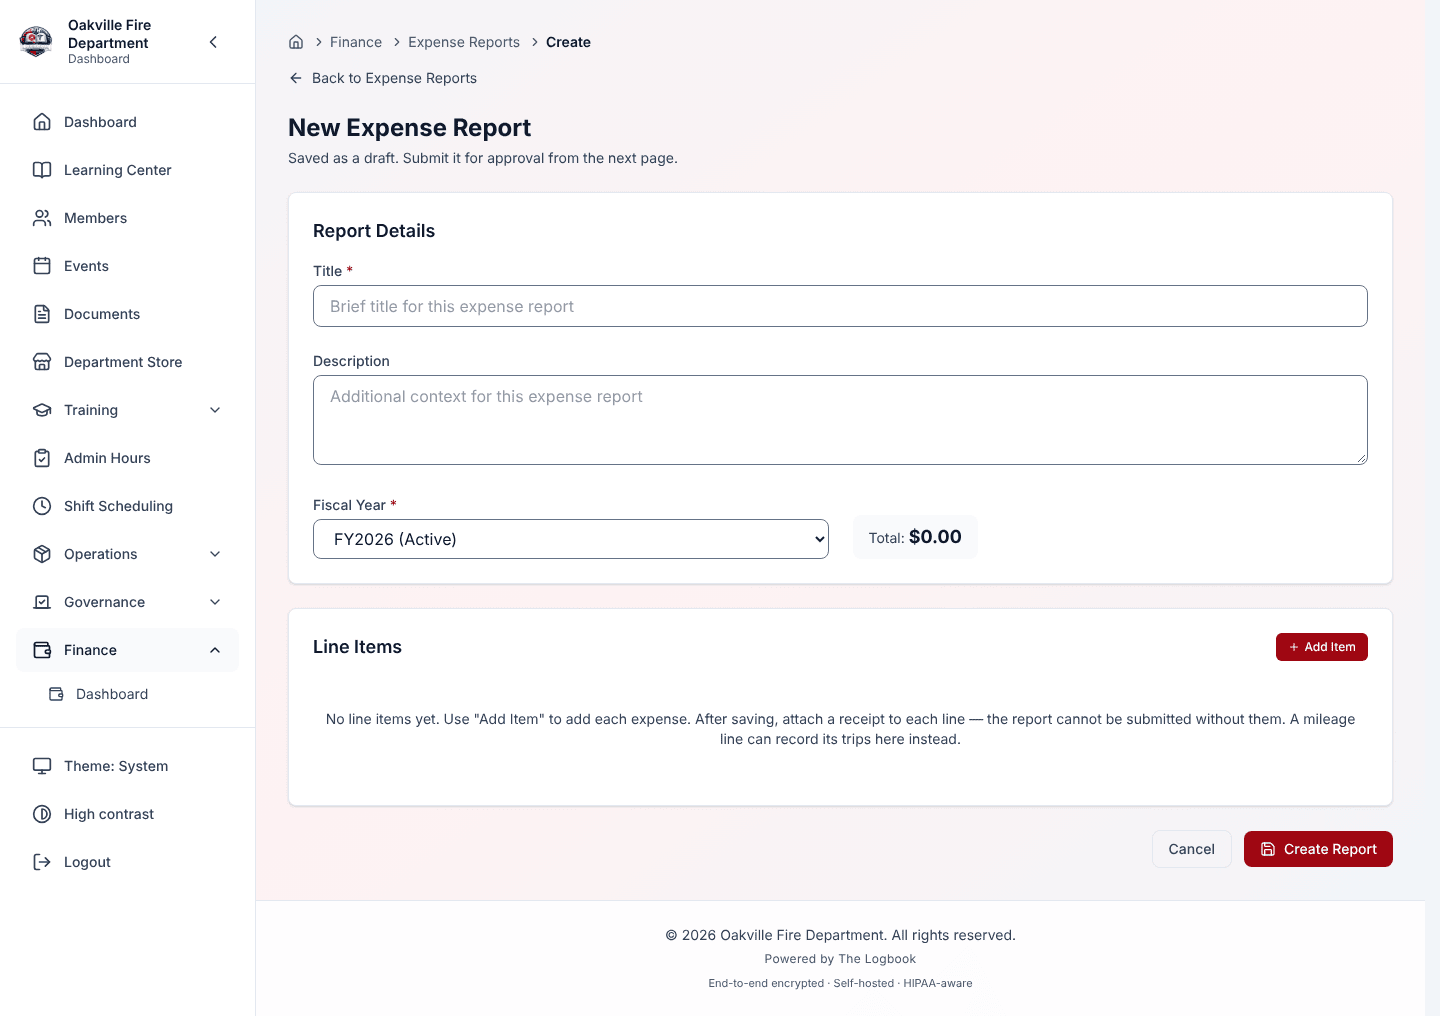 Oakville Fire
Department
Dashboard
Dashboard
Learning Center
Members
Events
Documents
Department Store
Training
Admin Hours
Shift Scheduling
Operations
Governance
Finance
Dashboard
Theme: System
High contrast
Logout
Finance
Expense Reports
Create
Back to Expense Reports
New Expense Report
Saved as a draft. Submit it for approval from the next page.
Report Details
Title *
Brief title for this expense report
Description
Additional context for this expense report
Fiscal Year *
FY2026 (Active)
Total: $0.00
Line Items
Add Item
No line items yet. Use "Add Item" to add each expense. After saving, attach a receipt to each line — the report cannot be submitted without them. A mileage
line can record its trips here instead.
Cancel
Create Report
© 2026 Oakville Fire Department. All rights reserved.
Powered by The Logbook
End-to-end encrypted · Self-hosted · HIPAA-aware